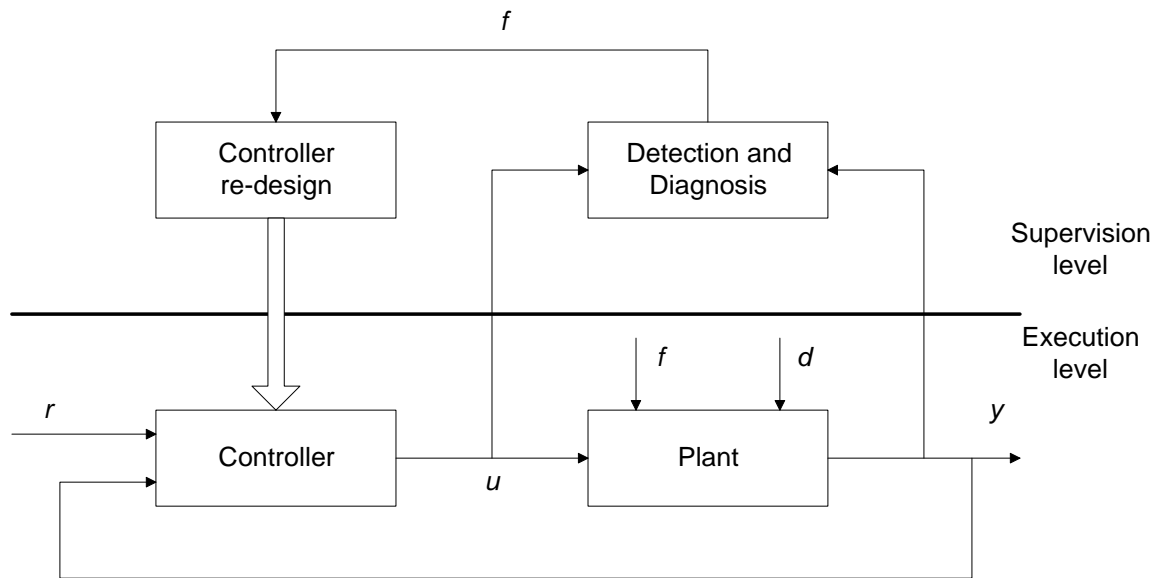 f
Controller
re-design
Detection and
Diagnosis
Supervision
level
Execution
level
f
d
r
y
Controller
Plant
u